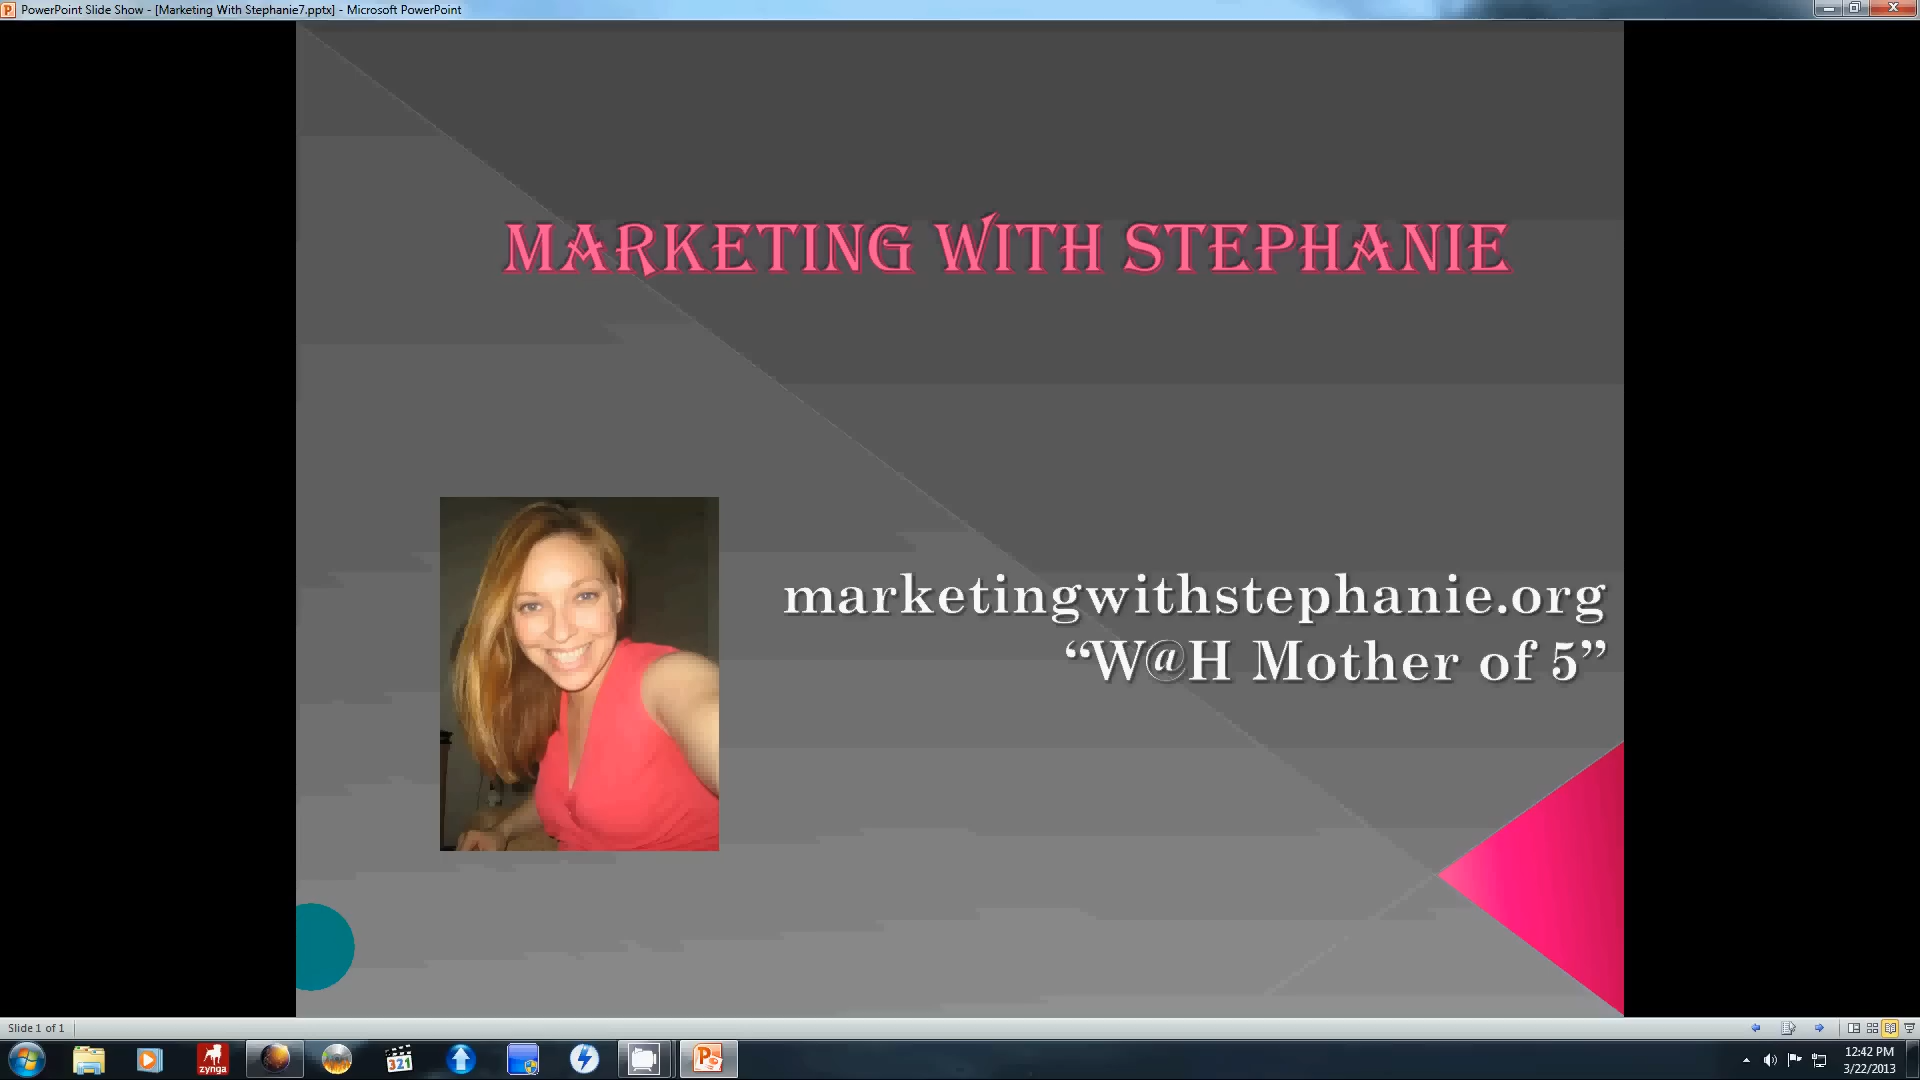 PowerPoint Slide Show - [Marketing With Stephanie7.pptx] - Microsoft PowerPoint
MARKETING WITH STEPHANIE
marketingwithstephanie.org
“W@H Mother of 5”
Slide 1 of 1
zynga
321
12:42 PM
3/22/2013